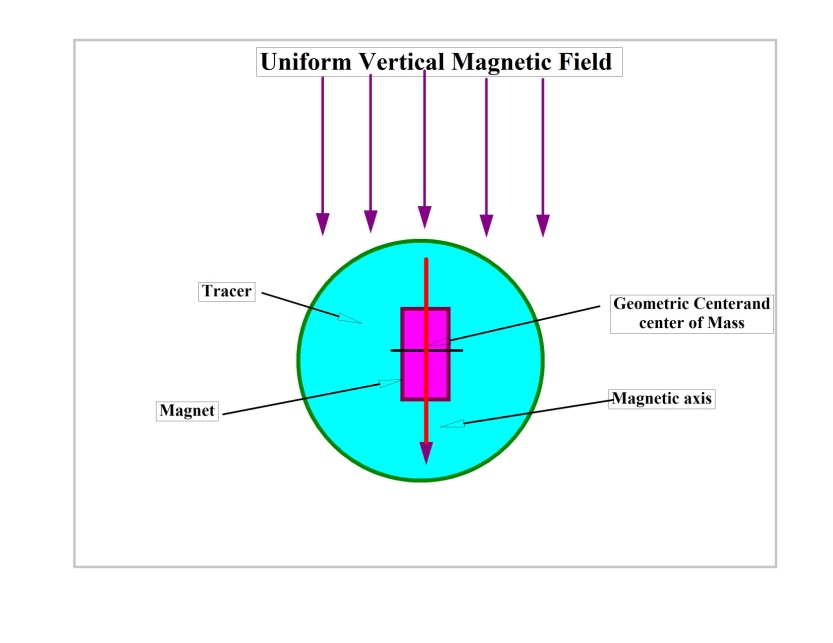 Uniform Vertical Magnetic Field
Tracer
Geometric Centerand
center of Mass
Magnetic axis
Magnet